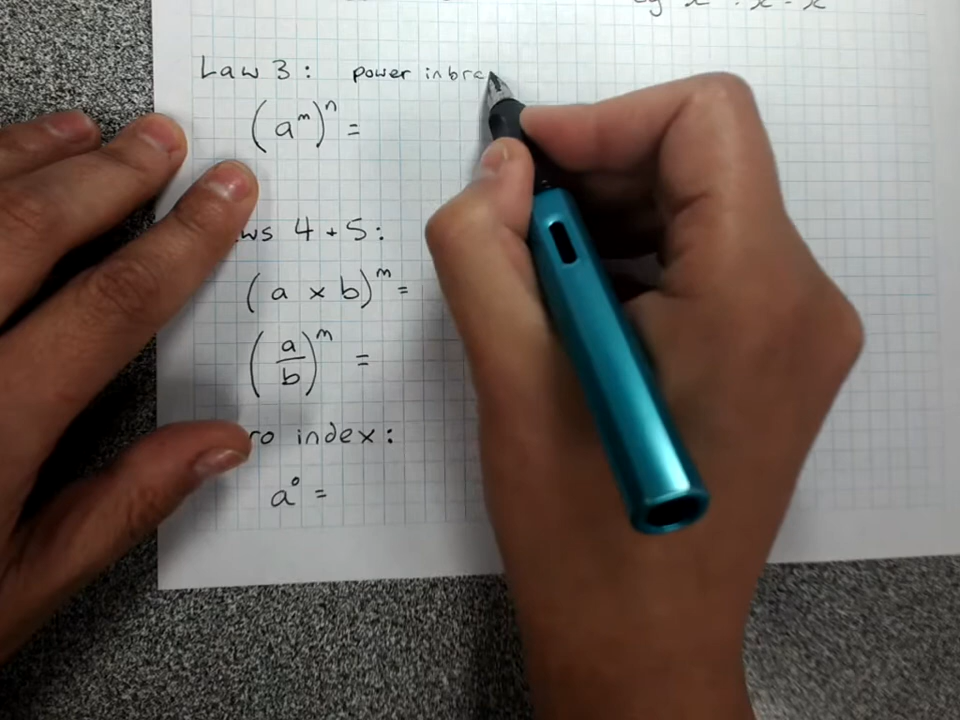 Law 3: power in bra
(a^m)^n =
ws 4 + 5:
(a × b)^m =
(a/b)^m =
ro index:
a^0 =